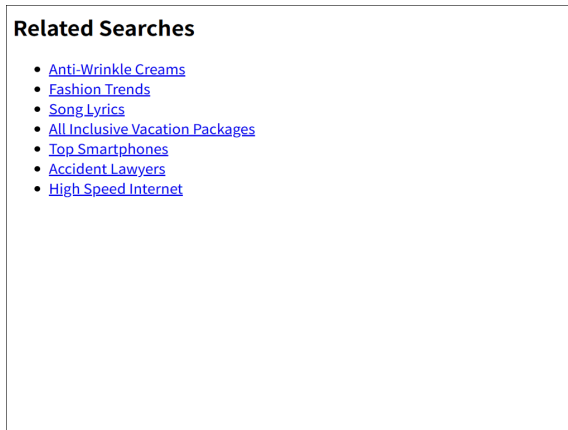 Related Searches
Anti-Wrinkle Creams
Fashion Trends
Song Lyrics
All Inclusive Vacation Packages
Top Smartphones
Accident Lawyers
High Speed Internet